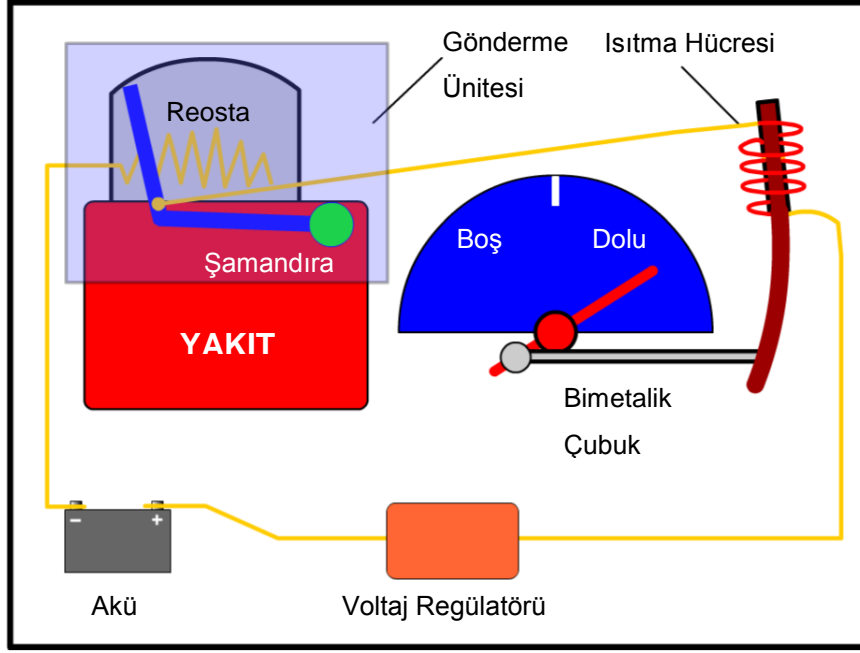 Gönderme
Ünitesi
Isıtma Hücresi
Reosta
Şamandıra
YAKIT
Boş
Dolu
Bimetalik
Çubuk
−
+
Akü
Voltaj Regülatörü